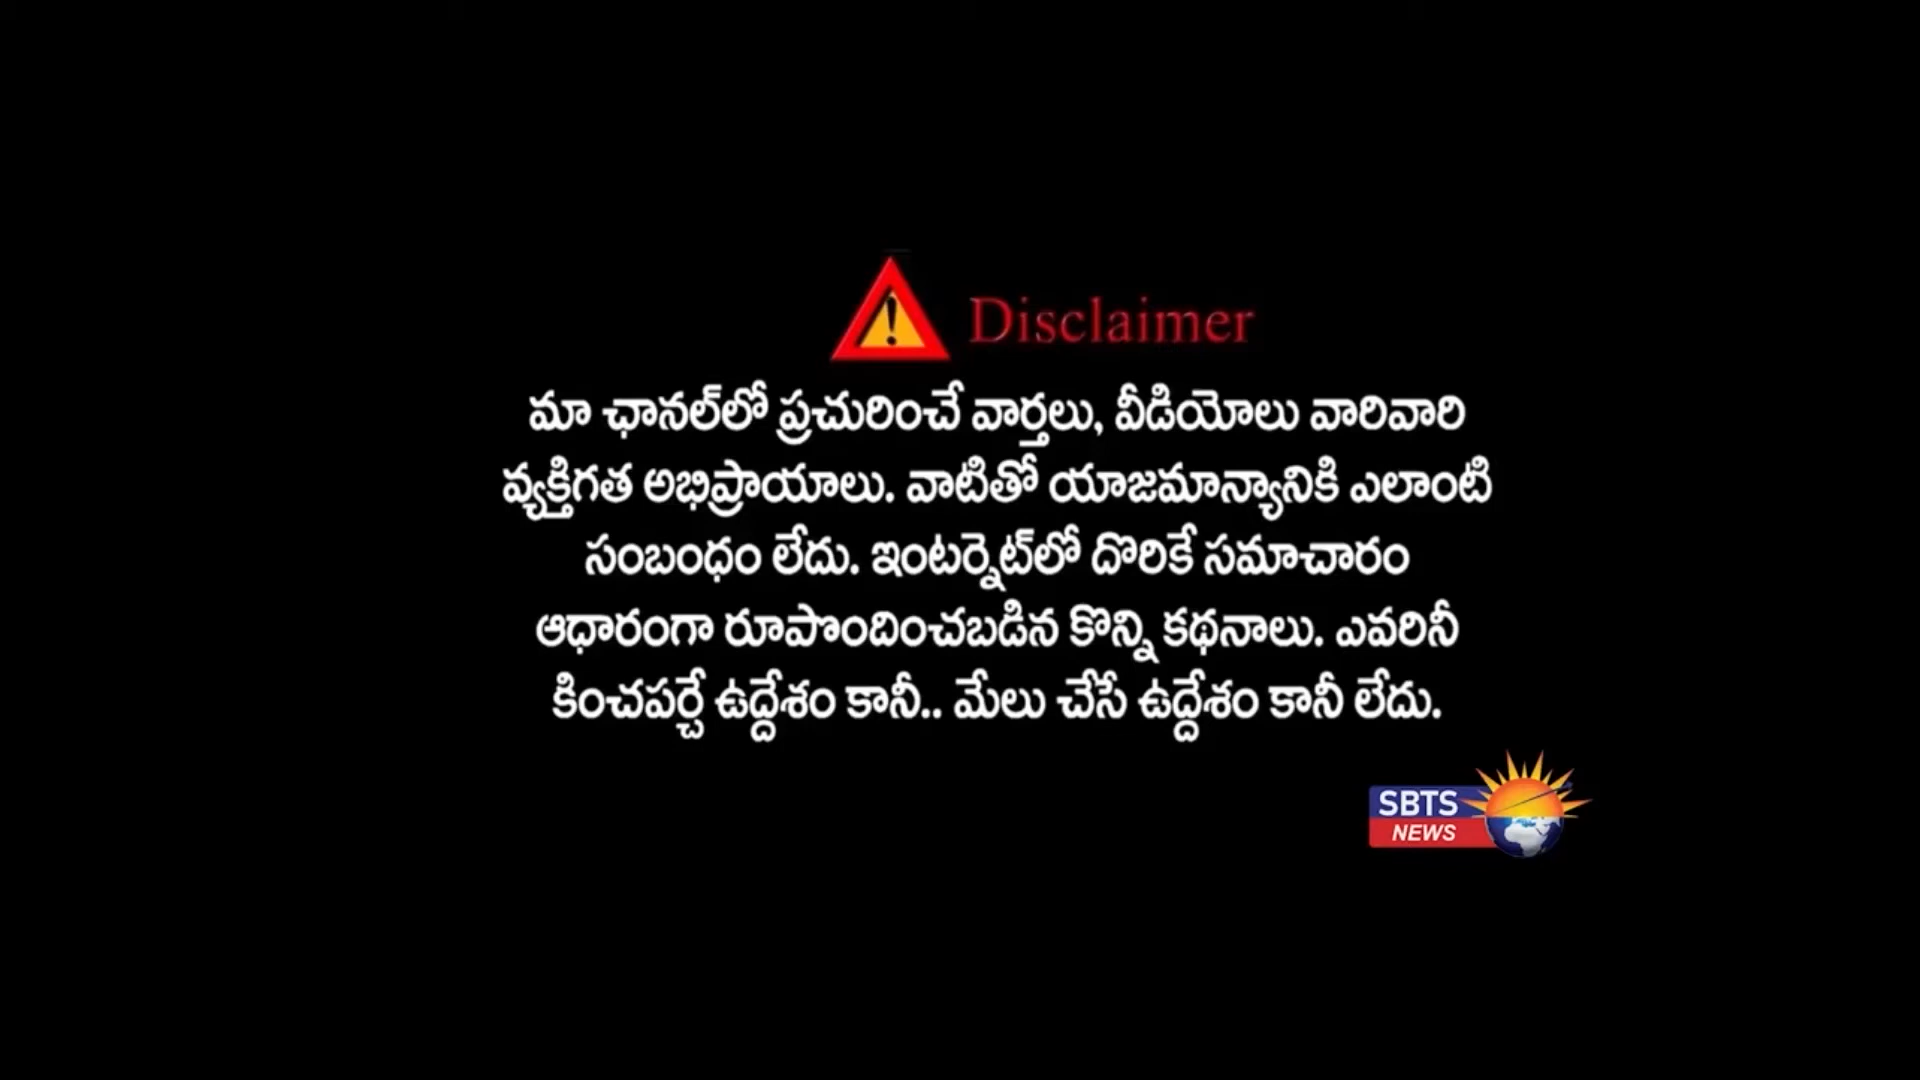 Disclaimer
మా ఛానల్‌లో ప్రచురించే వార్తలు, వీడియోలు వారివారి
వ్యక్తిగత అభిప్రాయాలు. వాటితో యాజమాన్యానికి ఎలాంటి
సంబంధం లేదు. ఇంటర్నెట్‌లో దొరికే సమాచారం
ఆధారంగా రూపొందించబడిన కొన్ని కథనాలు. ఎవరినీ
కించపర్చే ఉద్దేశం కానీ.. మేలు చేసే ఉద్దేశం కానీ లేదు.
SBTS
NEWS